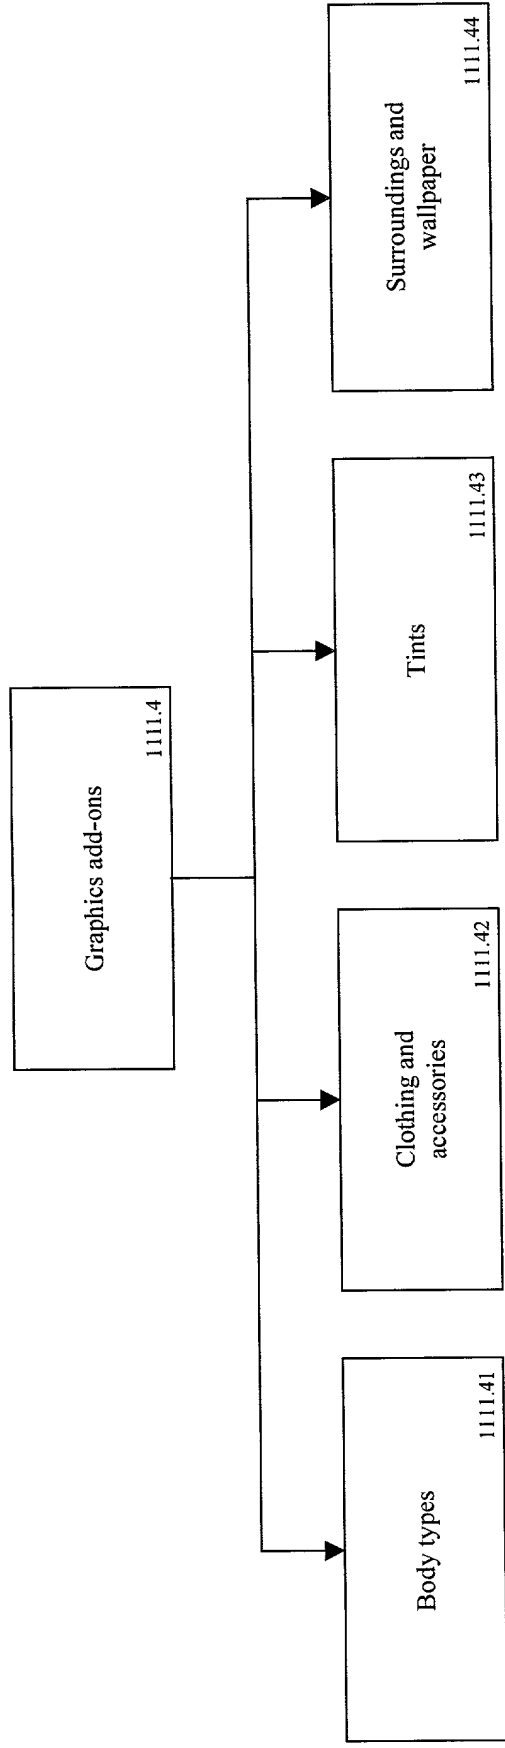 Graphics add-ons
1111.4
Body types
1111.41
Clothing and
accessories
1111.42
Tints
1111.43
Surroundings and
wallpaper
1111.44